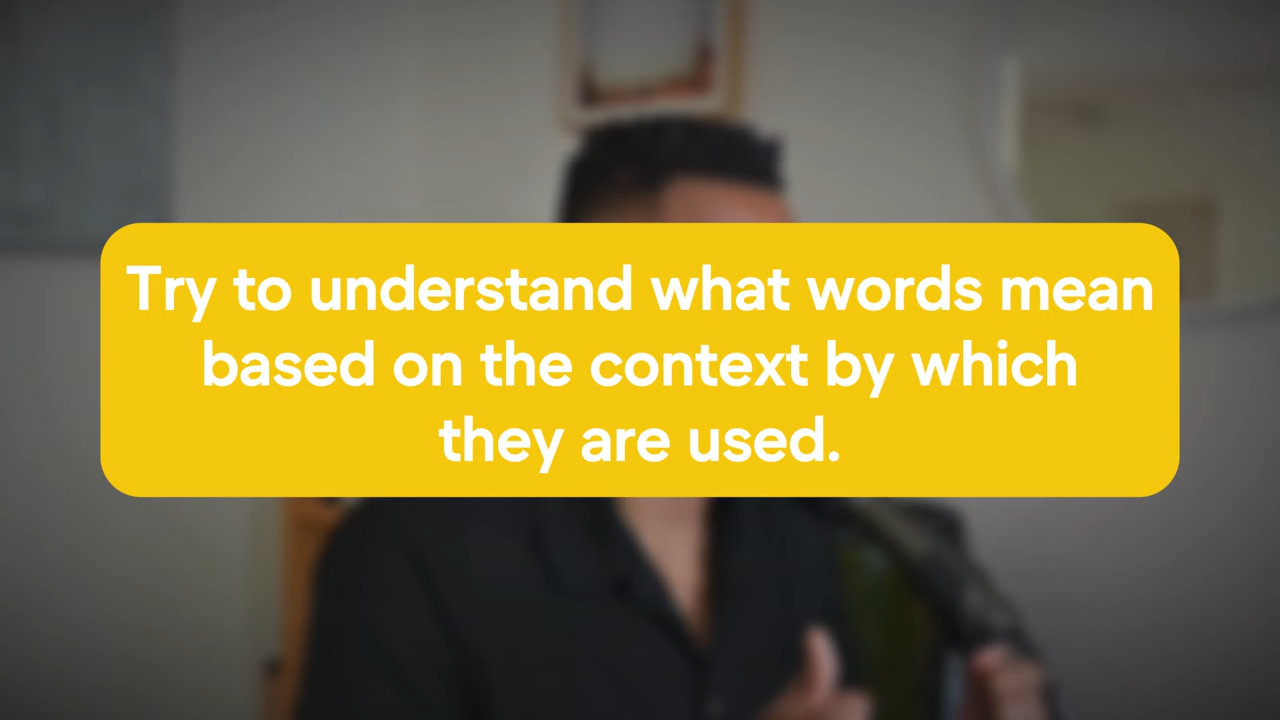 Try to understand what words mean
based on the context by which
they are used.